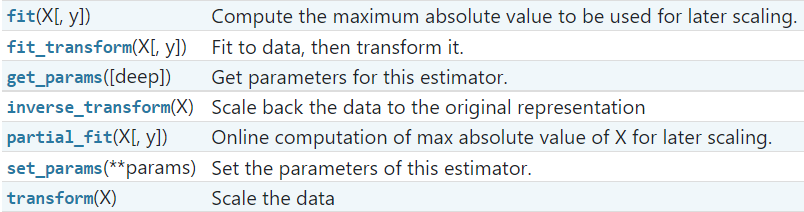 fit(X[, y]) Compute the maximum absolute value to be used for later scaling.
fit_transform(X[, y]) Fit to data, then transform it.
get_params([deep]) Get parameters for this estimator.
inverse_transform(X) Scale back the data to the original representation
partial_fit(X[, y]) Online computation of max absolute value of X for later scaling.
set_params(**params) Set the parameters of this estimator.
transform(X) Scale the data